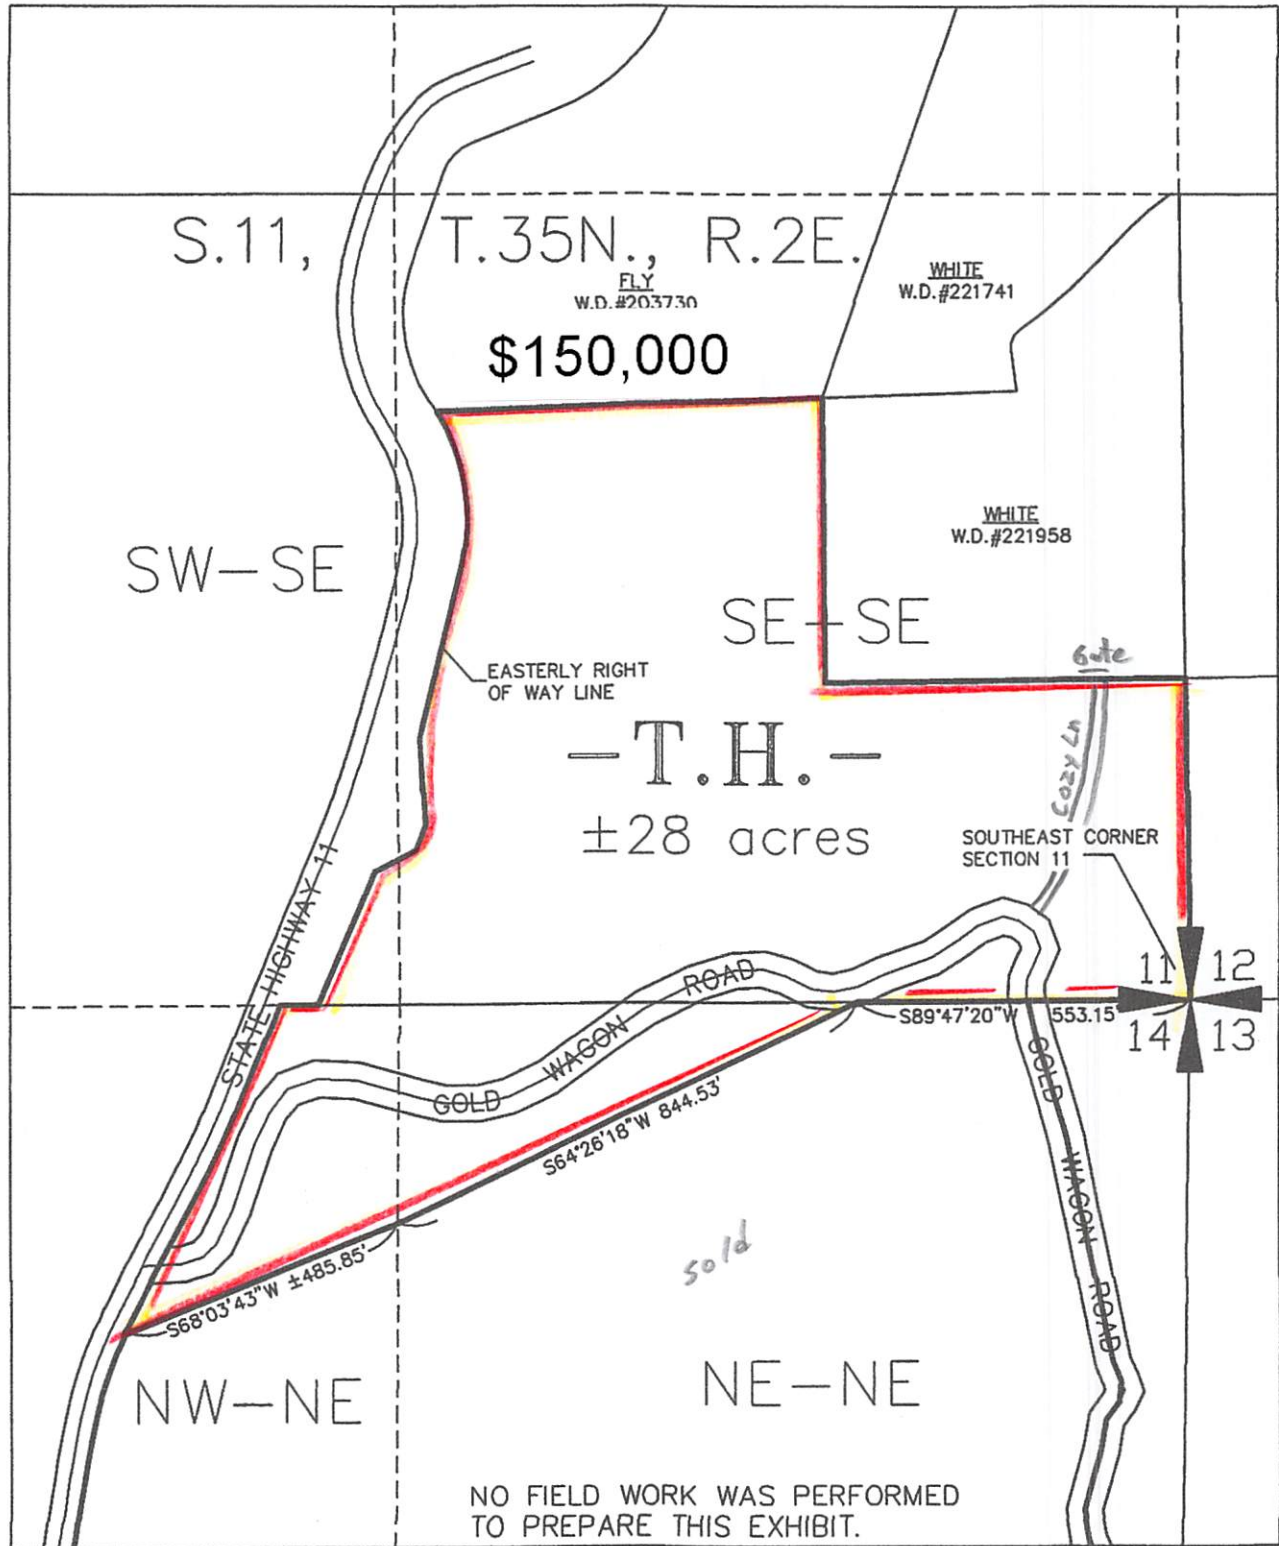 S.11, T.35N., R.2E.
FLY
W.D.#203730
WHITE
W.D.#221741
$150,000
WHITE
W.D.#221958
SW-SE
SE-SE
EASTERLY RIGHT
OF WAY LINE
Gate
Cozy Ln
-T.H.-
±28 acres
SOUTHEAST CORNER
SECTION 11
STATE HIGHWAY 11
11 12
14 13
S89°47'20"W 553.15'
GOLD WAGON ROAD
GOLD WAGON ROAD
S64°26'18"W 844.53'
S68°03'43"W ±485.85'
sold
NW-NE
NE-NE
NO FIELD WORK WAS PERFORMED
TO PREPARE THIS EXHIBIT.